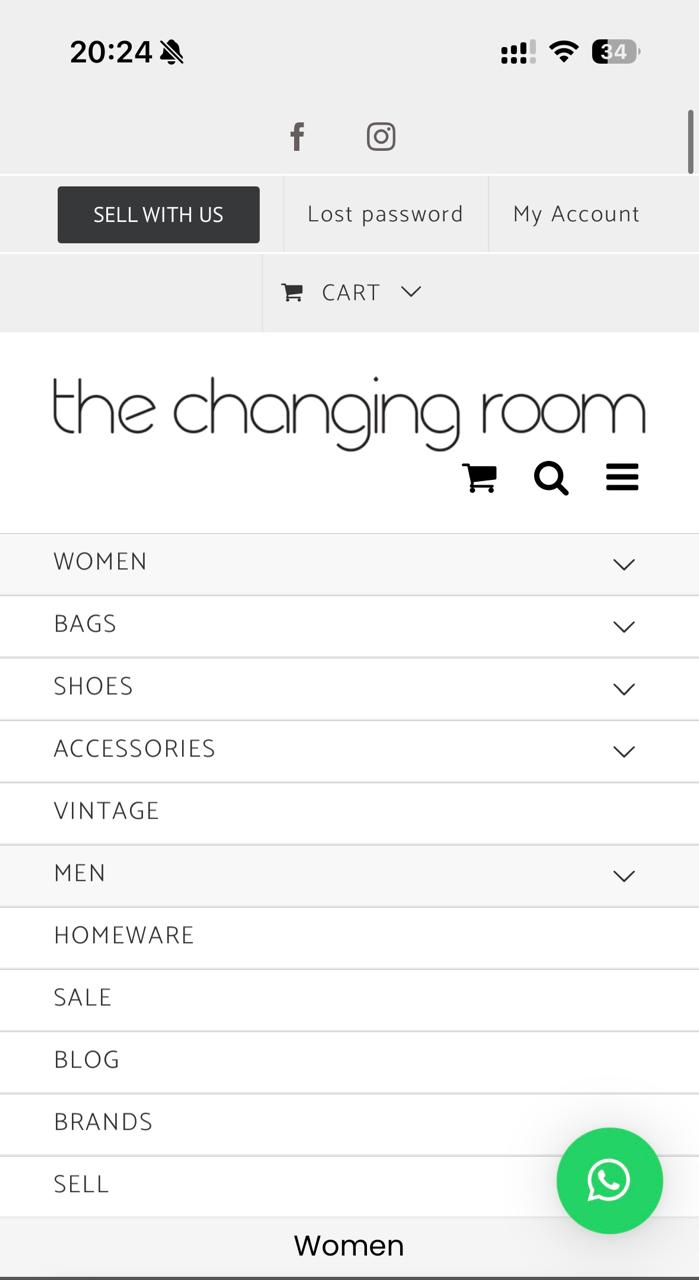 20:24 34
SELL WITH US Lost password My Account
CART
the changing room
WOMEN
BAGS
SHOES
ACCESSORIES
VINTAGE
MEN
HOMEWARE
SALE
BLOG
BRANDS
SELL
Women